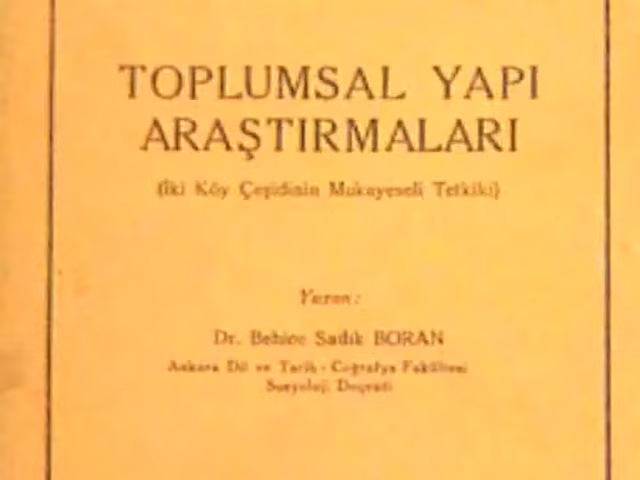 TOPLUMSAL YAPI
ARAŞTIRMALARI
(İki Köy Çeşidinin Mukayeseli Tetkiki)
Yazan:
Dr. Behice Sadık BORAN
Ankara Dil ve Tarih - Coğrafya Fakültesi
Sosyoloji Doçenti